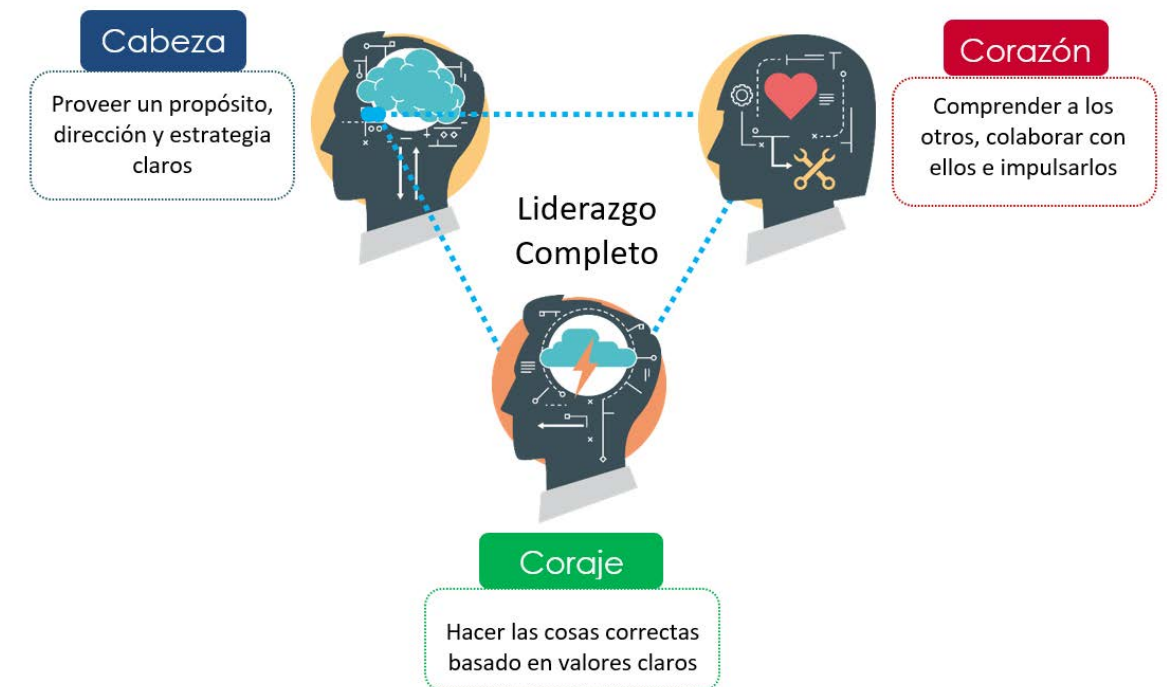 Cabeza
Proveer un propósito,
dirección y estrategia
claros
Corazón
Comprender a los
otros, colaborar con
ellos e impulsarlos
Liderazgo
Completo
Coraje
Hacer las cosas correctas
basado en valores claros